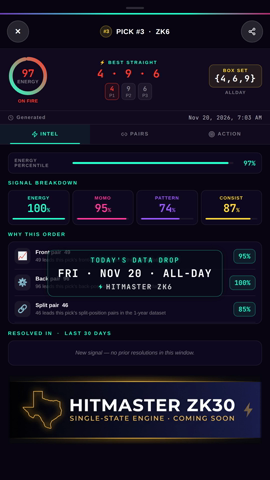 #3 PICK #3 · ZK6
97
ENERGY
ON FIRE
⚡ BEST STRAIGHT
4 · 9 · 6
4 P1
9 P2
6 P3
BOX SET
{4,6,9}
ALLDAY
Generated
Nov 20, 2026, 7:03 AM
INTEL
PAIRS
ACTION
ENERGY PERCENTILE
97%
SIGNAL BREAKDOWN
ENERGY
100%
MOMO
95%
PATTERN
74%
CONSIST
87%
WHY THIS ORDER
Front pair 49
95%
TODAY'S DATA DROP
FRI · NOV 20 · ALL-DAY
⚡HITMASTER ZK6
100%
Split pair 46
46 leads this pick's split-position pairs in the 1-year dataset
85%
RESOLVED IN · LAST 30 DAYS
New signal — no prior resolutions in this window.
HITMASTER ZK30
SINGLE-STATE ENGINE · COMING SOON